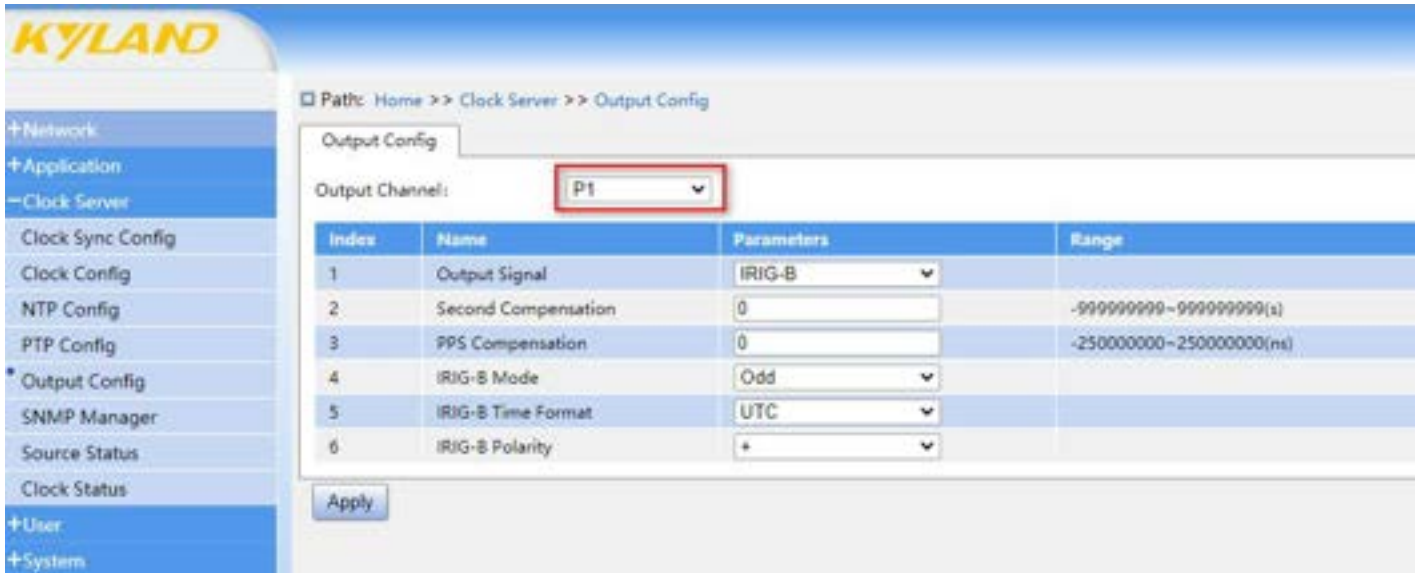 KYLAND
Path: Home >> Clock Server >> Output Config
+Network
+Application
−Clock Server
Clock Sync Config
Clock Config
NTP Config
PTP Config
Output Config
SNMP Manager
Source Status
Clock Status
+User
+System
Output Config
Output Channel: P1
Index Name Parameters Range
1 Output Signal IRIG-B
2 Second Compensation 0 -999999999~999999999(s)
3 PPS Compensation 0 -250000000~250000000(ns)
4 IRIG-B Mode Odd
5 IRIG-B Time Format UTC
6 IRIG-B Polarity +
Apply